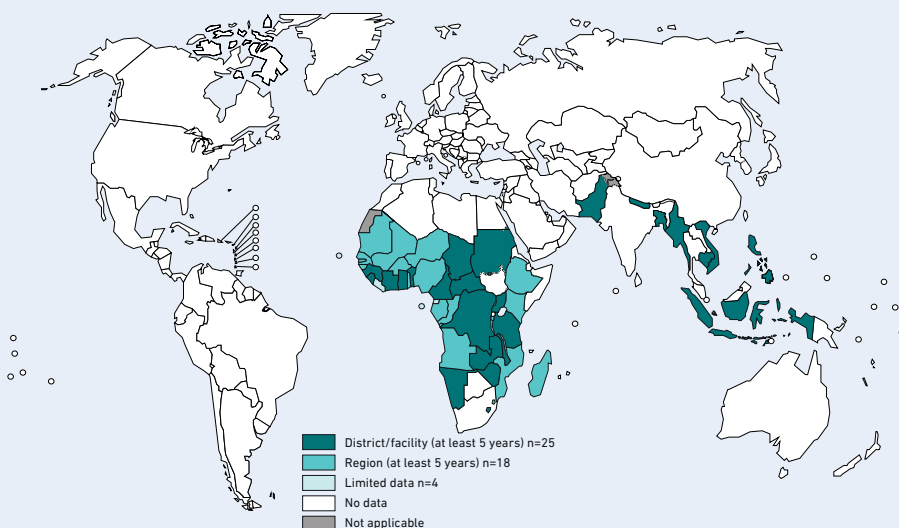 District/facility (at least 5 years) n=25
Region (at least 5 years) n=18
Limited data n=4
No data
Not applicable